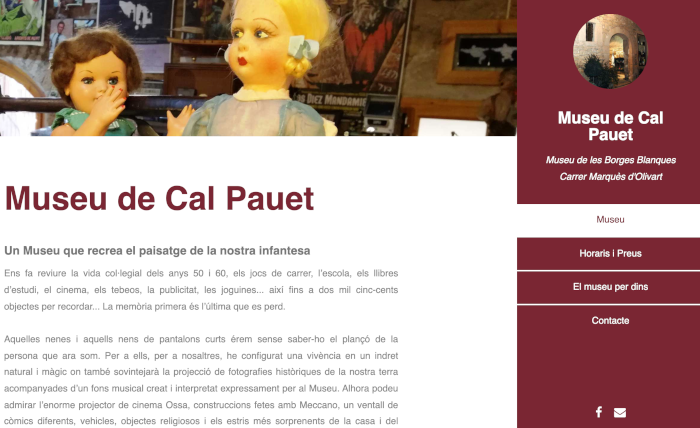 LOS DIEZ MANDAMIE
Museu de Cal Pauet
Un Museu que recrea el paisatge de la nostra infantesa
Ens fa reviure la vida col·legial dels anys 50 i 60, els jocs de carrer, l'escola, els llibres
d'estudi, el cinema, els tebeos, la publicitat, les joguines... així fins a dos mil cinc-cents
objectes per recordar... La memòria primera és l'última que es perd.
Aquelles nenes i aquells nens de pantalons curts érem sense saber-ho el plançó de la
persona que ara som. Per a ells, per a nosaltres, he configurat una vivència en un indret
natural i màgic on també sovintejarà la projecció de fotografies històriques de la nostra terra
acompanyades d'un fons musical creat i interpretat expressament per al Museu. Alhora podeu
admirar l'enorme projector de cinema Ossa, construccions fetes amb Meccano, un ventall de
còmics diferents, vehicles, objectes religiosos i els estris més sorprenents de la casa i del
Museu de Cal
Pauet
Museu de les Borges Blanques
Carrer Marquès d'Olivart
Museu
Horaris i Preus
El museu per dins
Contacte